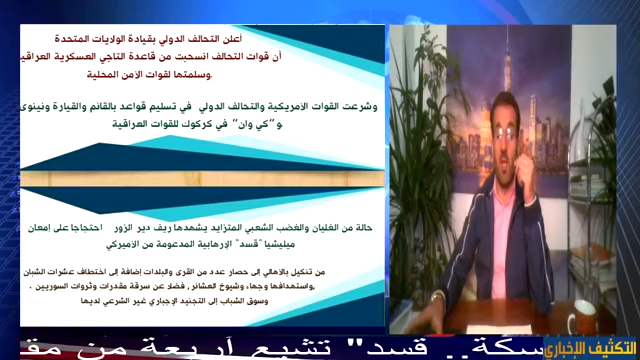 أعلن التحالف الدولي بقيادة الولايات المتحدة
أن قوات التحالف انسحبت من قاعدة التاجي العسكرية العراقية
وسلمتها لقوات الأمن المحلية.
وشرعت القوات الأمريكية والتحالف الدولي في تسليم قواعد بالقائم والقيارة ونينوى
و "كي وان" في كركوك للقوات العراقية.
حالة من الغليان والغضب الشعبي المتزايد يشهدها ريف دير الزور احتجاجا على إمعان
ميليشيا "قسد" الإرهابية المدعومة من الأميركي
من تنكيل بالأهالي إلى حصار عدد من القرى والبلدات إضافة إلى اختطاف عشرات الشبان
واستهدافها وجهاء وشيوخ العشائر , فضلا عن سرقة مقدرات وثروات السوريين .
وسوق الشباب إلى التجنيد الإجباري غير الشرعي لديها
سكة.. قسد" تشيع أربعة من مق
التكثيف الإخباري